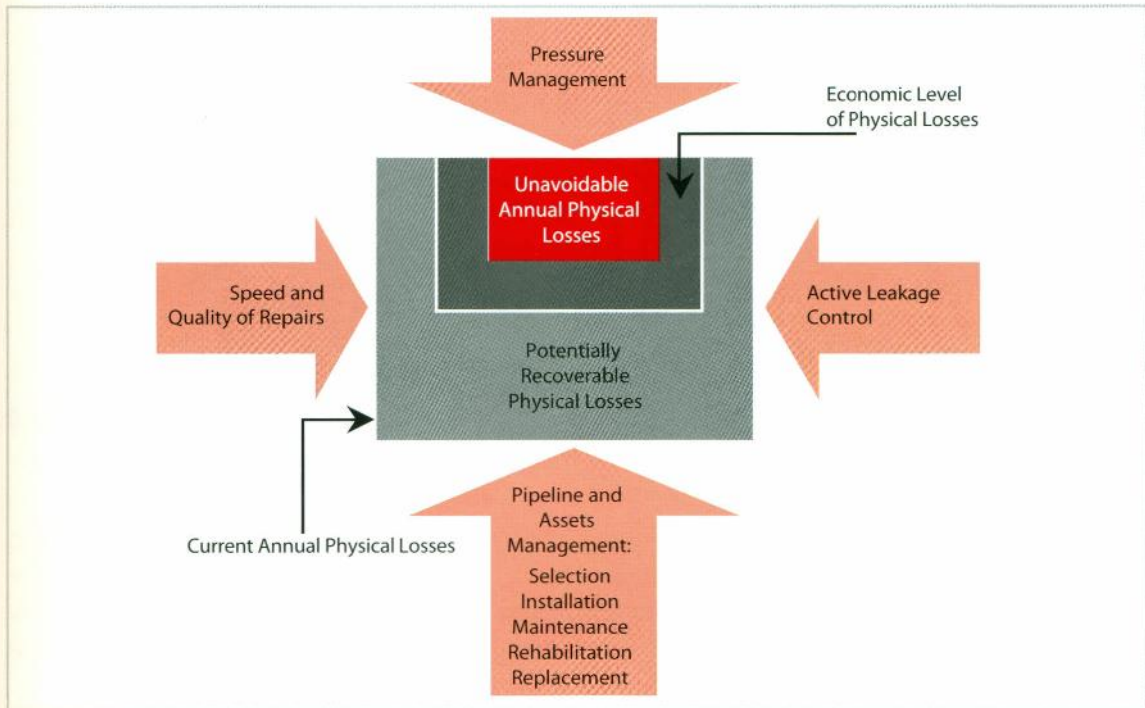 Pressure
Management
Economic Level
of Physical Losses
Unavoidable
Annual Physical
Losses
Speed and
Quality of Repairs
Active Leakage
Control
Potentially
Recoverable
Physical Losses
Current Annual Physical Losses
Pipeline and
Assets
Management:
Selection
Installation
Maintenance
Rehabilitation
Replacement